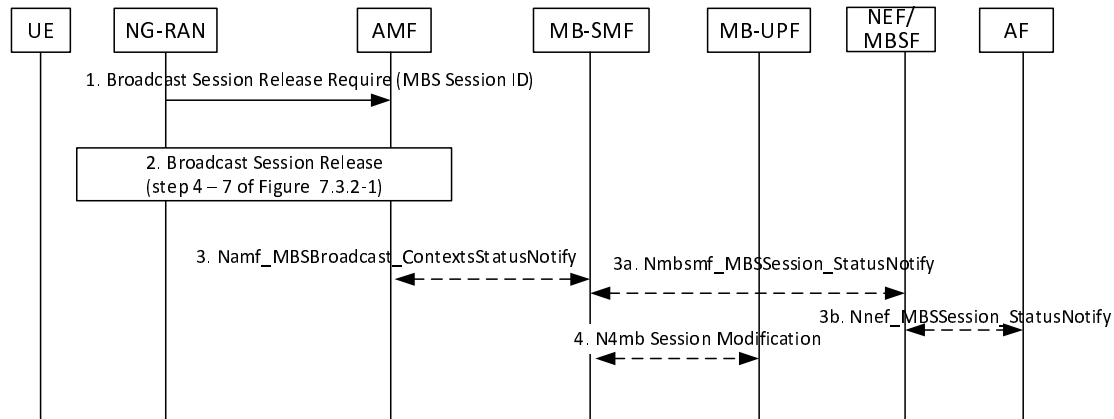 UE
NG-RAN
AMF
MB-SMF
MB-UPF
NEF/
MBSF
AF
1. Broadcast Session Release Require (MBS Session ID)
2. Broadcast Session Release
(step 4 – 7 of Figure 7.3.2-1)
3. Namf_MBSBroadcast_ContextsStatusNotify
3a. Nmbsmf_MBSSession_StatusNotify
3b. Nnef_MBSSession_StatusNotify
4. N4mb Session Modification